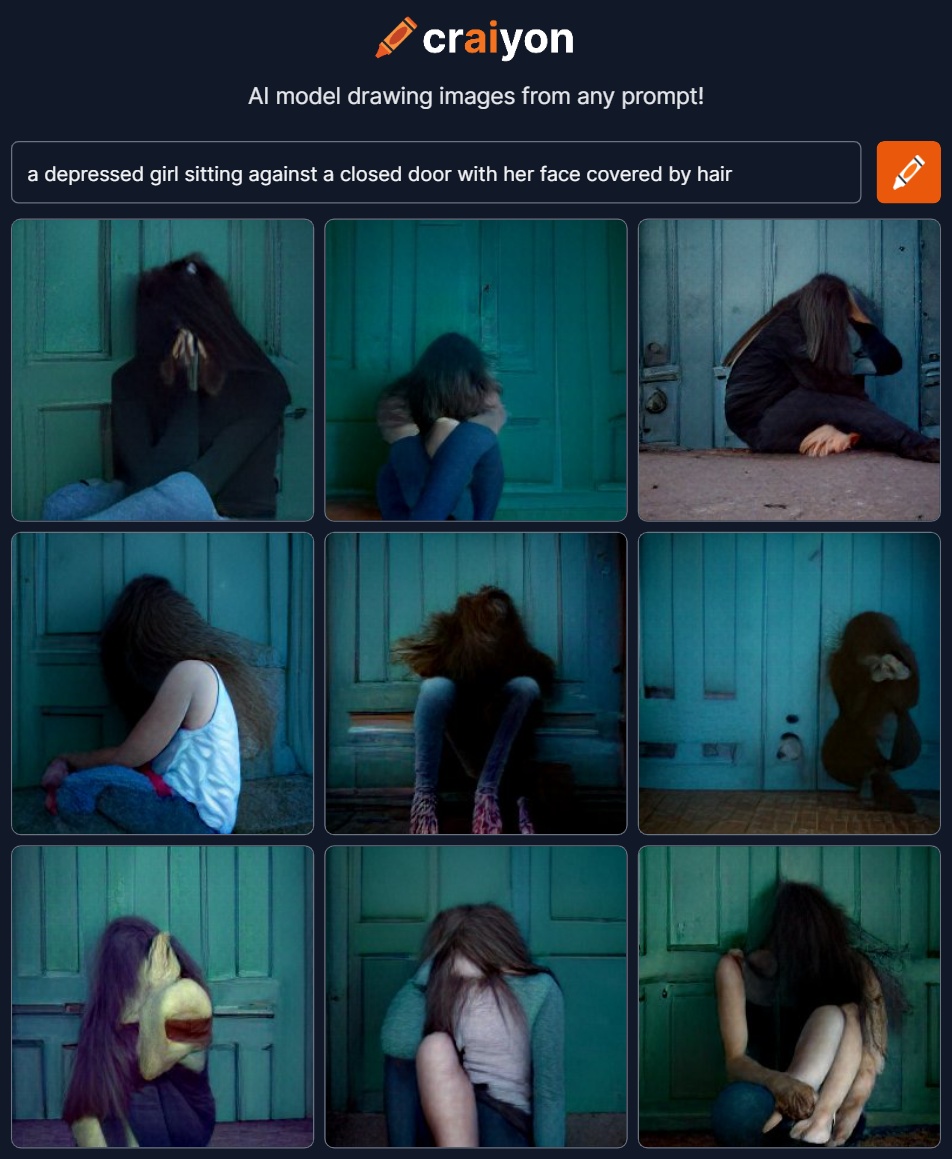 craiyon
AI model drawing images from any prompt!
a depressed girl sitting against a closed door with her face covered by hair